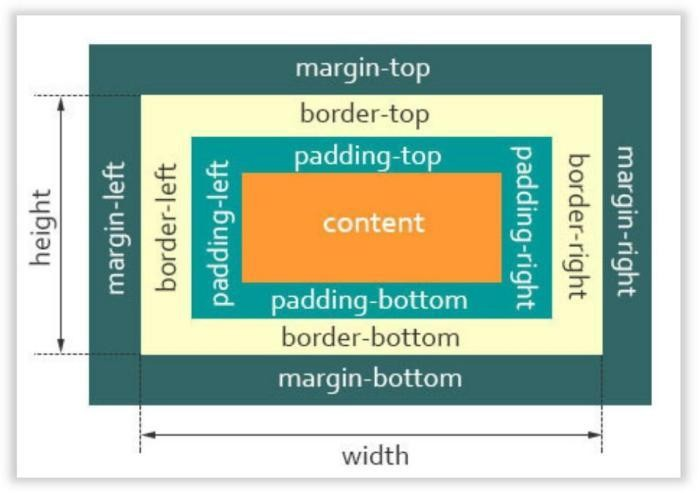 margin-top
border-top
padding-top
height
margin-left
border-left
padding-left
content
padding-right
border-right
margin-right
padding-bottom
border-bottom
margin-bottom
width